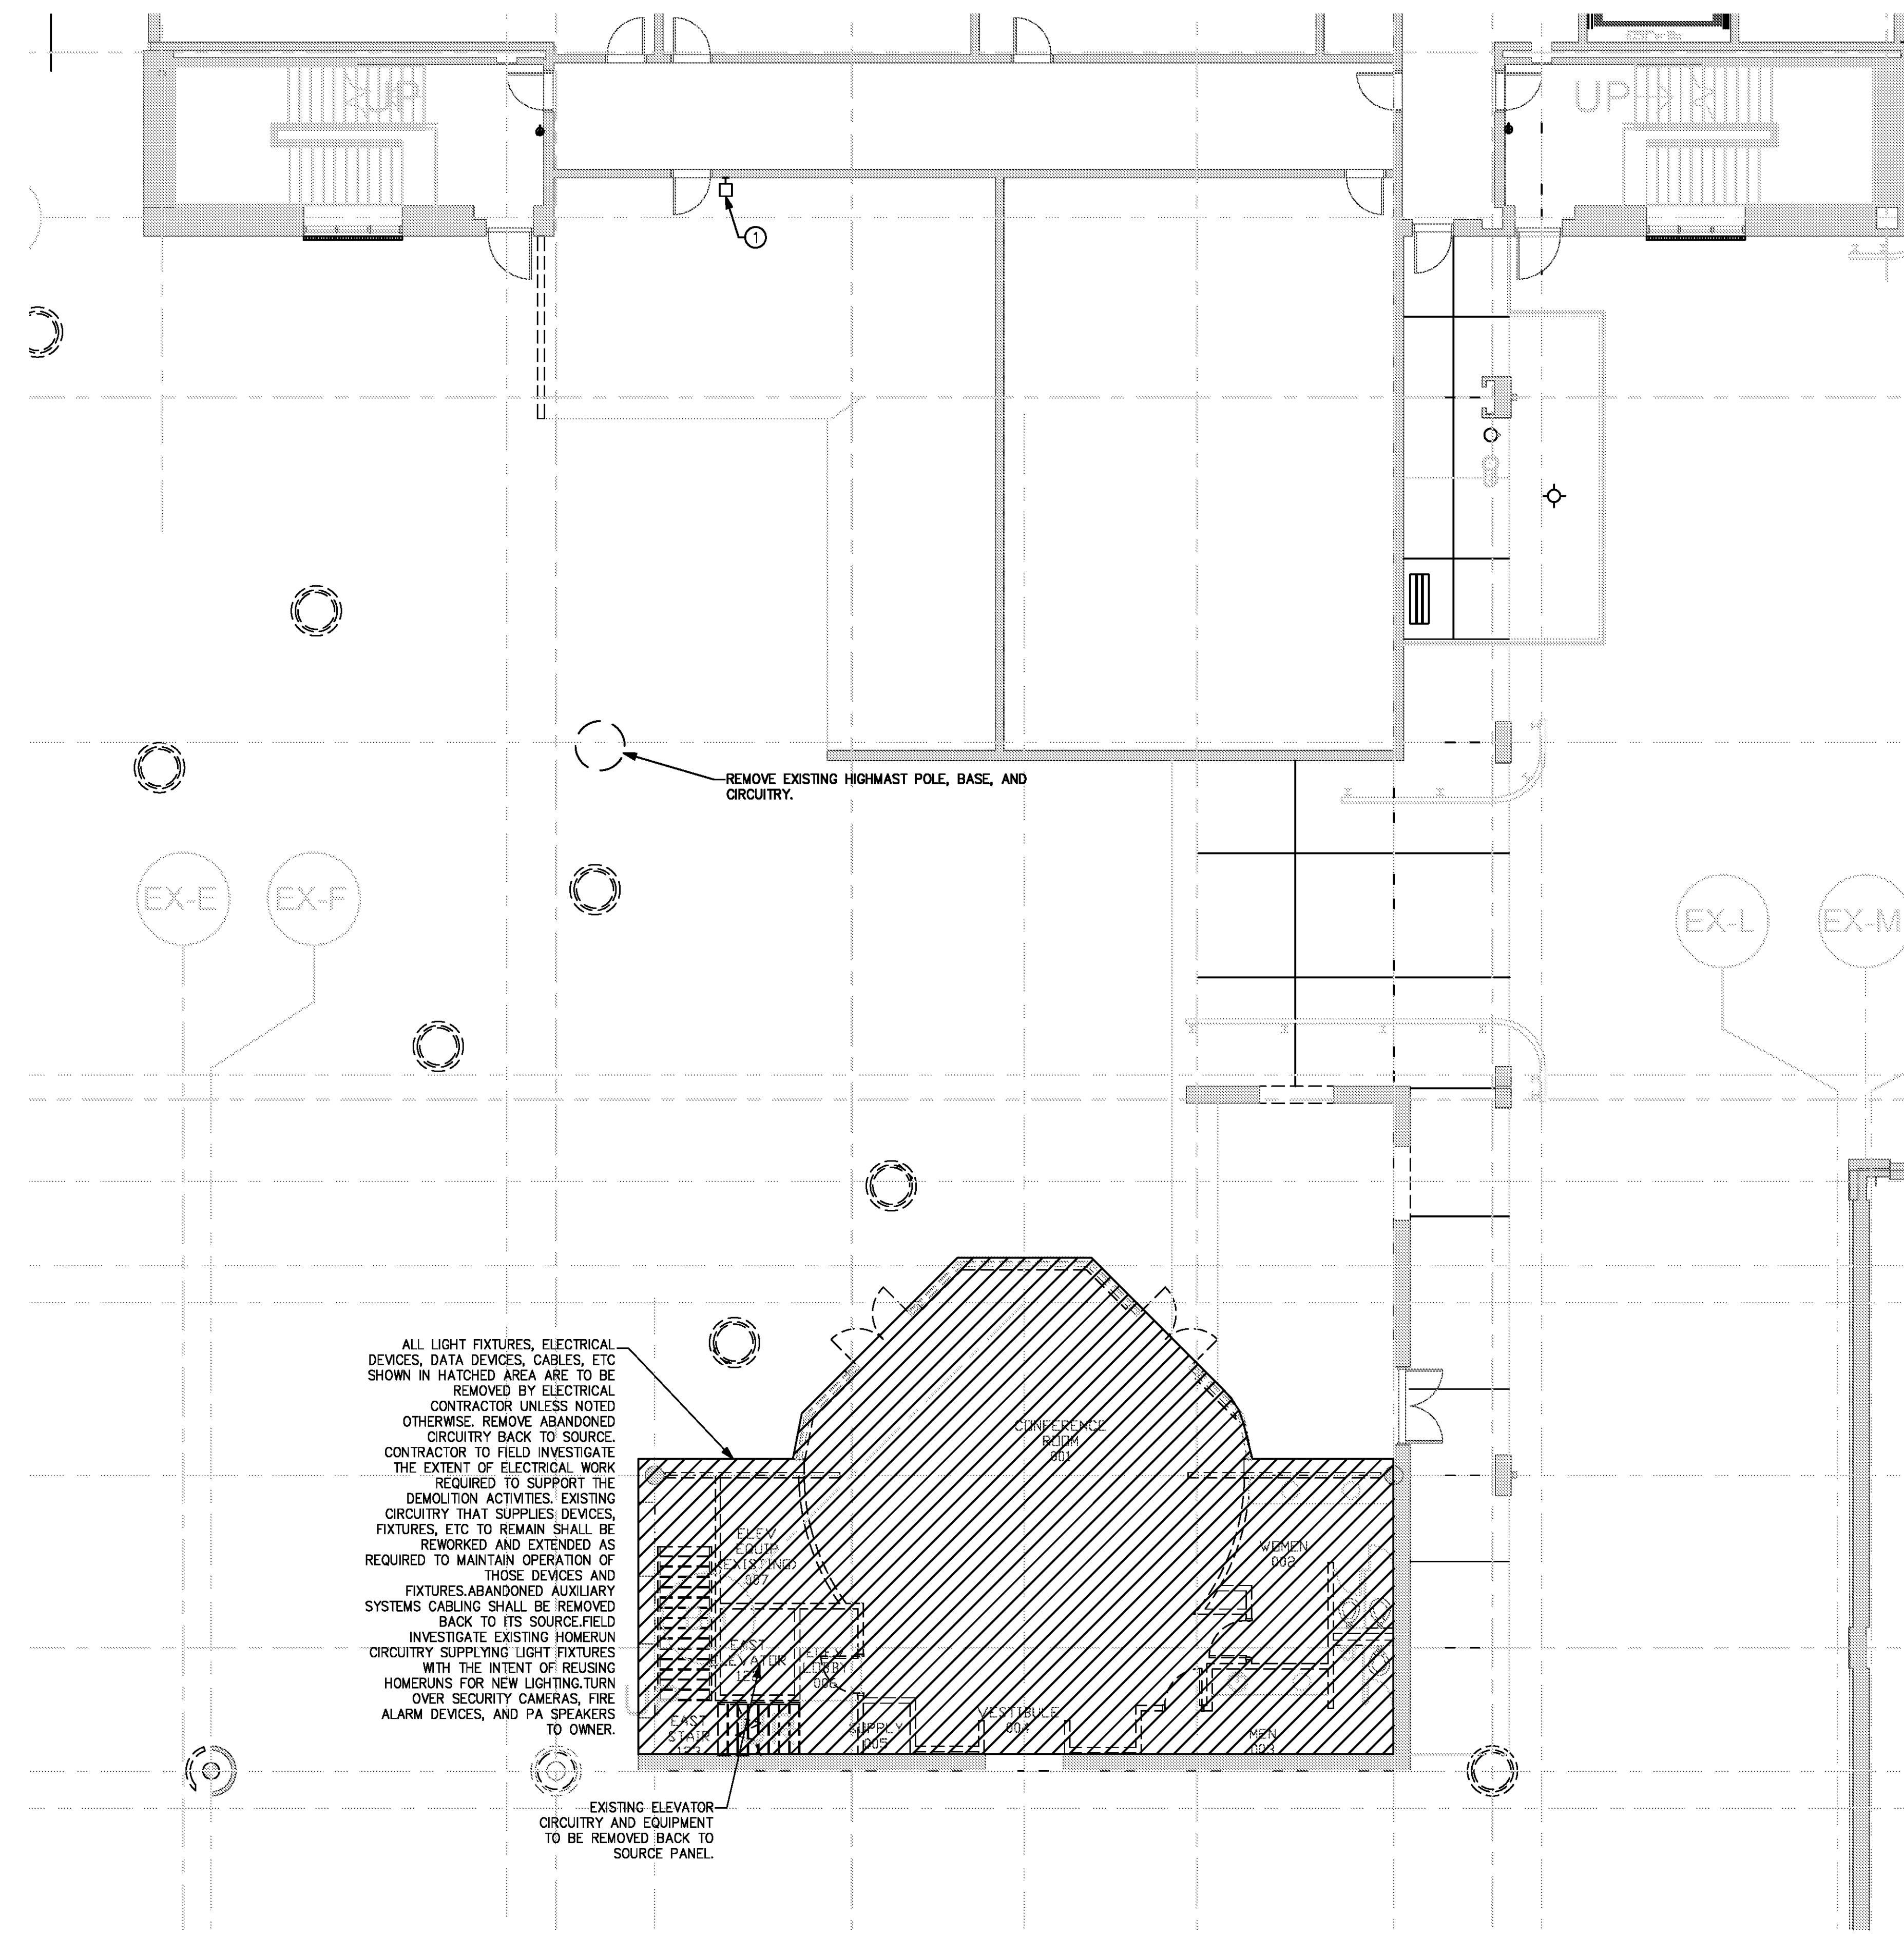 UP
UP
1
REMOVE EXISTING HIGHMAST POLE, BASE, AND
CIRCUITRY.
EX-E
EX-F
EX-L
EX-M
ALL LIGHT FIXTURES, ELECTRICAL
DEVICES, DATA DEVICES, CABLES, ETC
SHOWN IN HATCHED AREA ARE TO BE
REMOVED BY ELECTRICAL
CONTRACTOR UNLESS NOTED
OTHERWISE. REMOVE ABANDONED
CIRCUITRY BACK TO SOURCE.
CONTRACTOR TO FIELD INVESTIGATE
THE EXTENT OF ELECTRICAL WORK
REQUIRED TO SUPPORT THE
DEMOLITION ACTIVITIES. EXISTING
CIRCUITRY THAT SUPPLIES DEVICES,
FIXTURES, ETC TO REMAIN SHALL BE
REWORKED AND EXTENDED AS
REQUIRED TO MAINTAIN OPERATION OF
THOSE DEVICES AND
FIXTURES.ABANDONED AUXILIARY
SYSTEMS CABLING SHALL BE REMOVED
BACK TO ITS SOURCE.FIELD
INVESTIGATE EXISTING HOMERUN
CIRCUITRY SUPPLYING LIGHT FIXTURES
WITH THE INTENT OF REUSING
HOMERUNS FOR NEW LIGHTING.TURN
OVER SECURITY CAMERAS, FIRE
ALARM DEVICES, AND PA SPEAKERS
TO OWNER.
CONFERENCE
ROOM
001
ELEV
EQUIP
(EXISTING)
007
WOMEN
002
EAST
ELEVATOR
ELEV
LOBBY
006
EAST
STAIR
SUPPLY
005
VESTIBULE
004
MEN
003
EXISTING ELEVATOR
CIRCUITRY AND EQUIPMENT
TO BE REMOVED BACK TO
SOURCE PANEL.